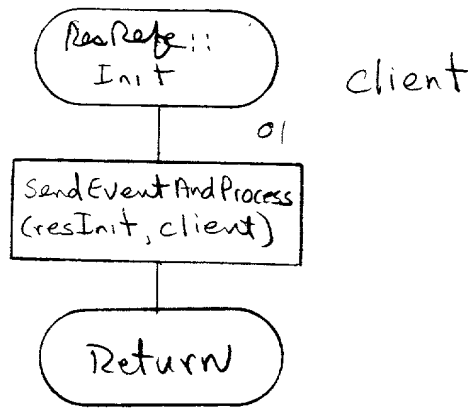 ResRefe::
Init
client
01
SendEventAndProcess
(resInit, client)
Return